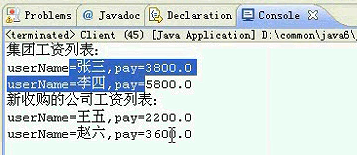 Problems @ Javadoc Declaration Console
<terminated> Client (45) [Java Application] D:\common\java6\
集团工资列表:
userName=张三,pay=3800.0
userName=李四,pay=5800.0
新收购的公司工资列表:
userName=王五,pay=2200.0
userName=赵六,pay=3600.0